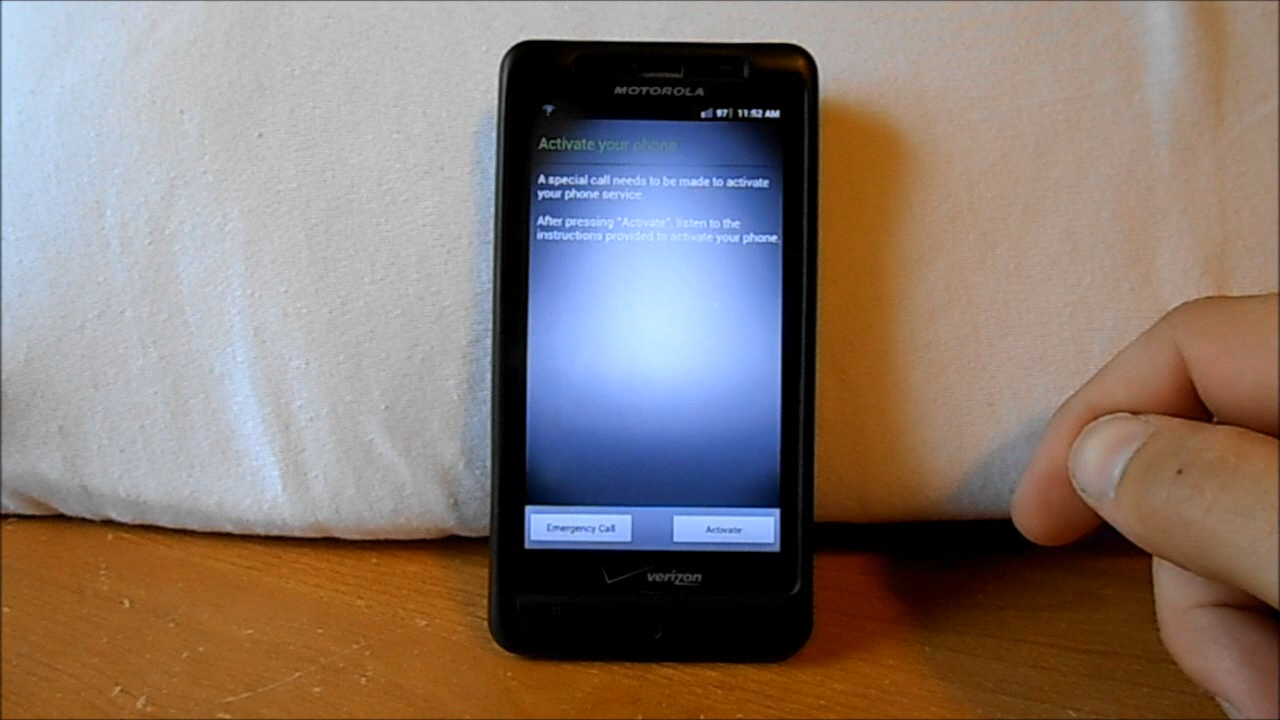 MOTOROLA
97 11:52 AM
Activate your phone
A special call needs to be made to activate
your phone service.
After pressing "Activate", listen to the
instructions provided to activate your phone.
Emergency Call
Activate
verizon